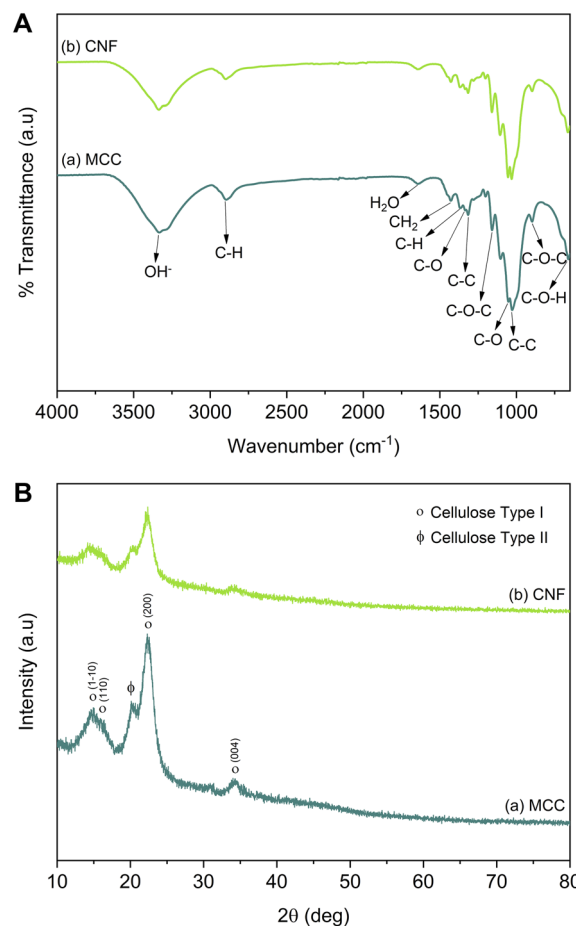 A
(b) CNF
(a) MCC
H₂O
CH₂
C-H
C-H
OH⁻
C-O
C-C
C-O-C
C-O-C
C-O-H
C-O
C-C
% Transmittance (a.u)
4000 3500 3000 2500 2000 1500 1000
Wavenumber (cm⁻¹)
B
o Cellulose Type I
ϕ Cellulose Type II
(b) CNF
o (200)
o (1-10)
o (110)
ϕ
o (004)
(a) MCC
Intensity (a.u)
10 20 30 40 50 60 70 80
2θ (deg)